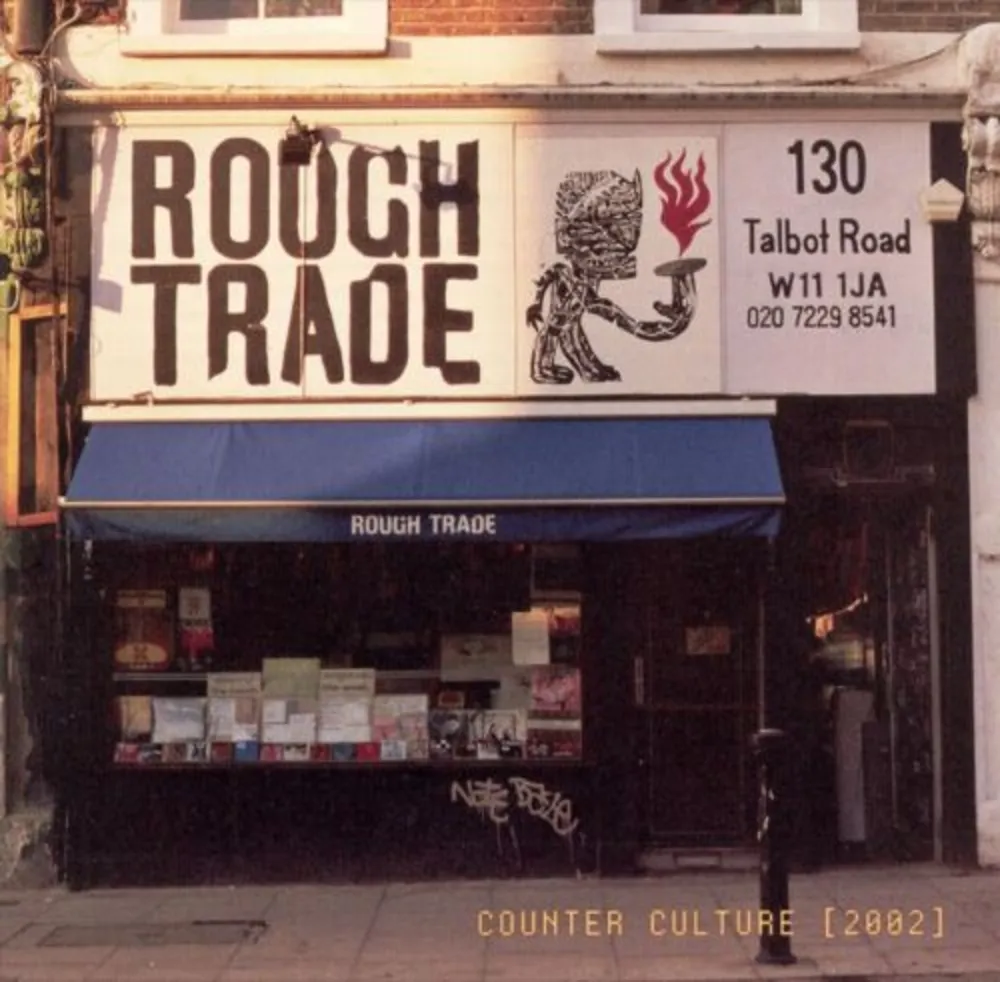 ROUGH
TRADE
130
Talbot Road
W11 1JA
020 7229 8541
ROUGH TRADE
COUNTER CULTURE [2002]